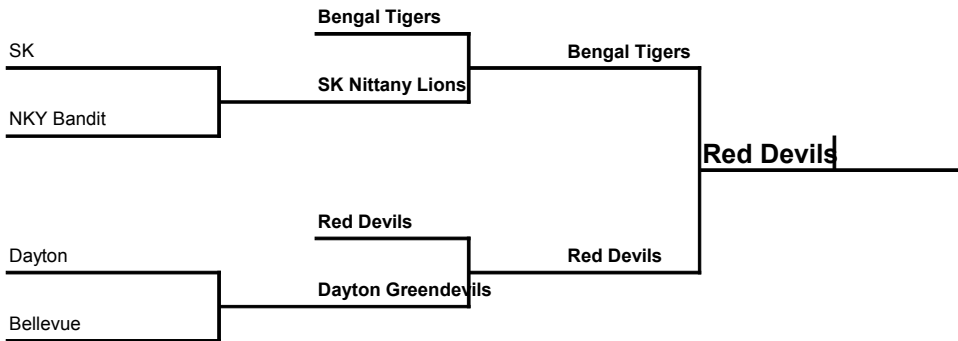 Bengal Tigers
SK
Bengal Tigers
SK Nittany Lions
NKY Bandit
Red Devils
Red Devils
Dayton
Red Devils
Dayton Greendevils
Bellevue